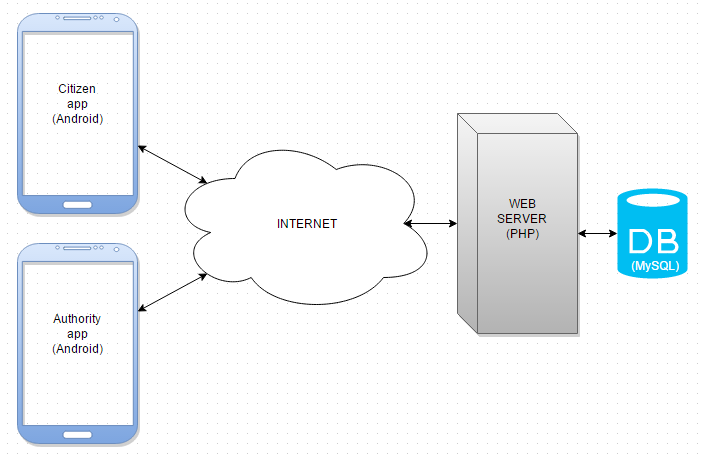 Citizen
app
(Android)
INTERNET
WEB
SERVER
(PHP)
DB
(MySQL)
Authority
app
(Android)